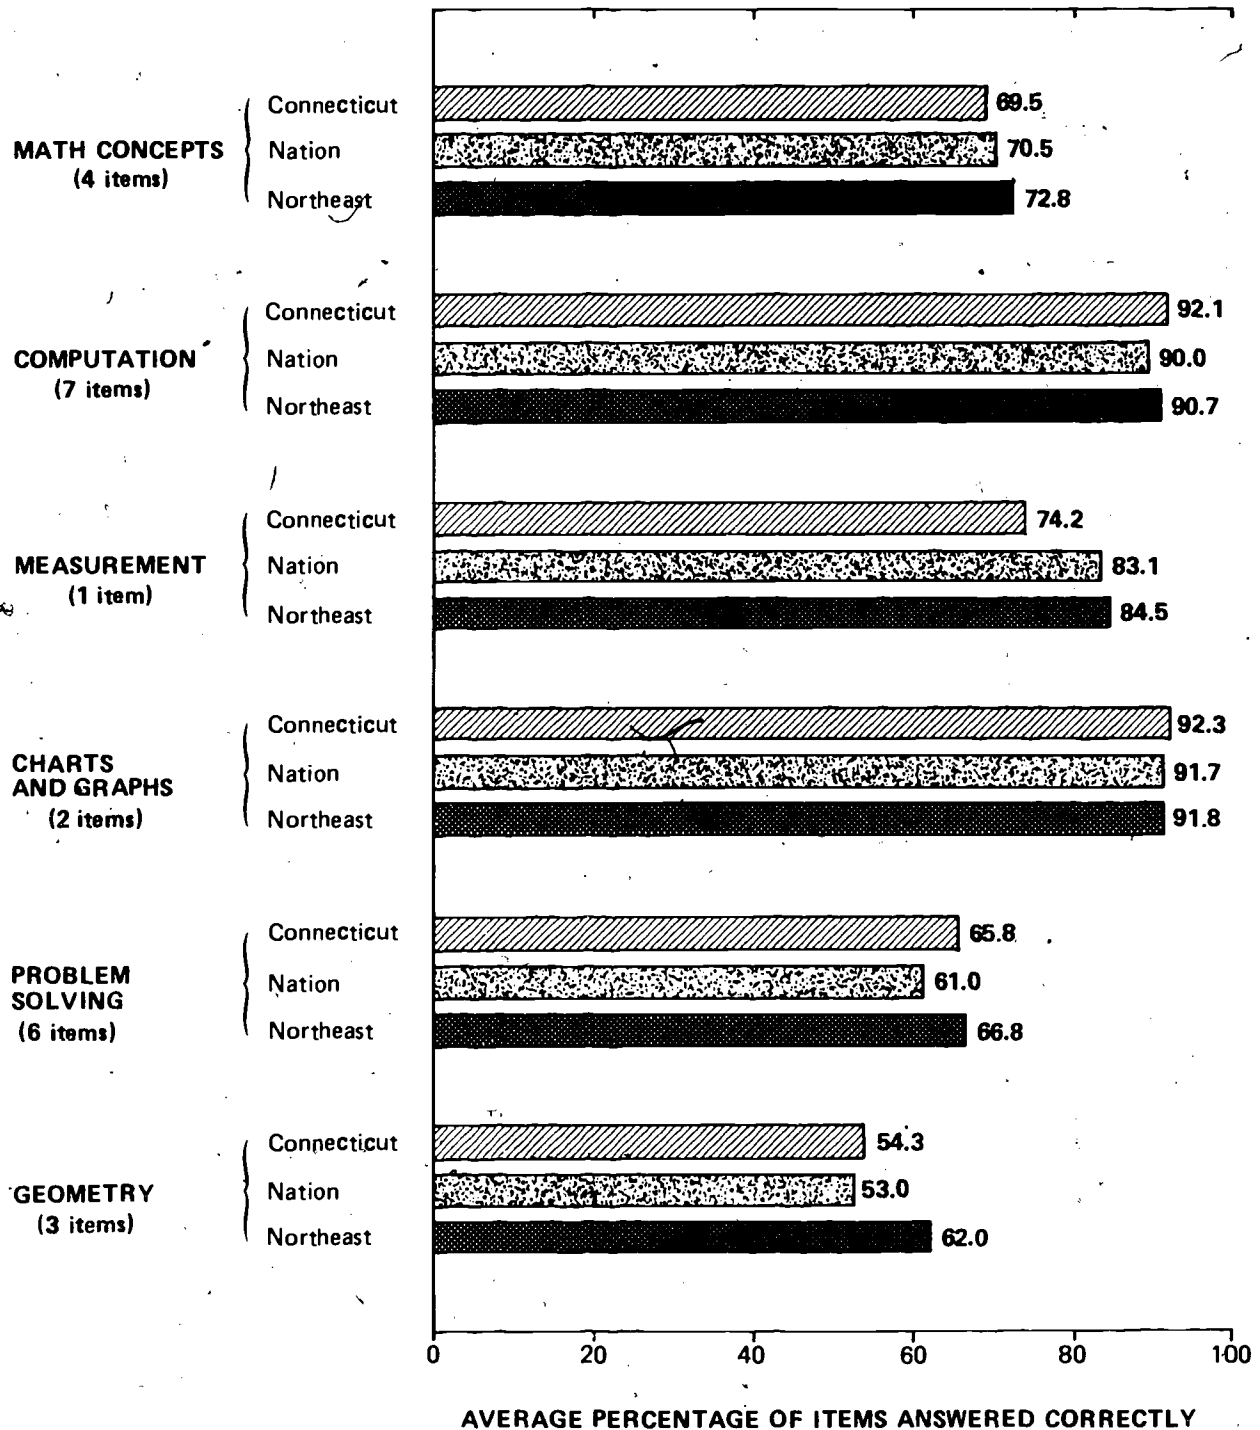 Connecticut 69.5
MATH CONCEPTS Nation 70.5
(4 items)
Northeast 72.8
Connecticut 92.1
COMPUTATION Nation 90.0
(7 items)
Northeast 90.7
Connecticut 74.2
MEASUREMENT Nation 83.1
(1 item)
Northeast 84.5
Connecticut 92.3
CHARTS
AND GRAPHS Nation 91.7
(2 items) Northeast 91.8
Connecticut 65.8
PROBLEM
SOLVING Nation 61.0
(6 items) Northeast 66.8
Connecticut 54.3
GEOMETRY Nation 53.0
(3 items)
Northeast 62.0
0 20 40 60 80 100
AVERAGE PERCENTAGE OF ITEMS ANSWERED CORRECTLY